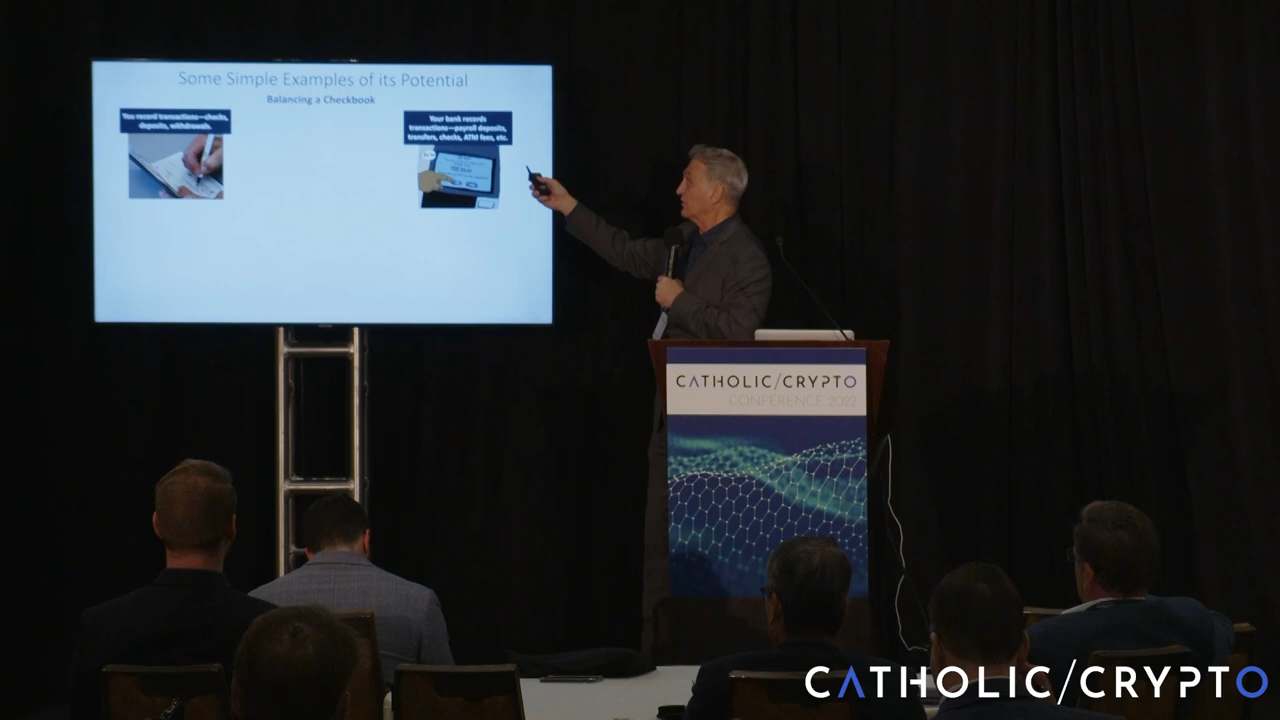 Some Simple Examples of its Potential
Balancing a Checkbook
You record transactions—checks,
deposits, withdrawals.
Your bank records
transactions—payroll deposits,
transfers, checks, ATM fees, etc.
CATHOLIC/CRYPTO
CONFERENCE 2022
CATHOLIC/CRYPTO